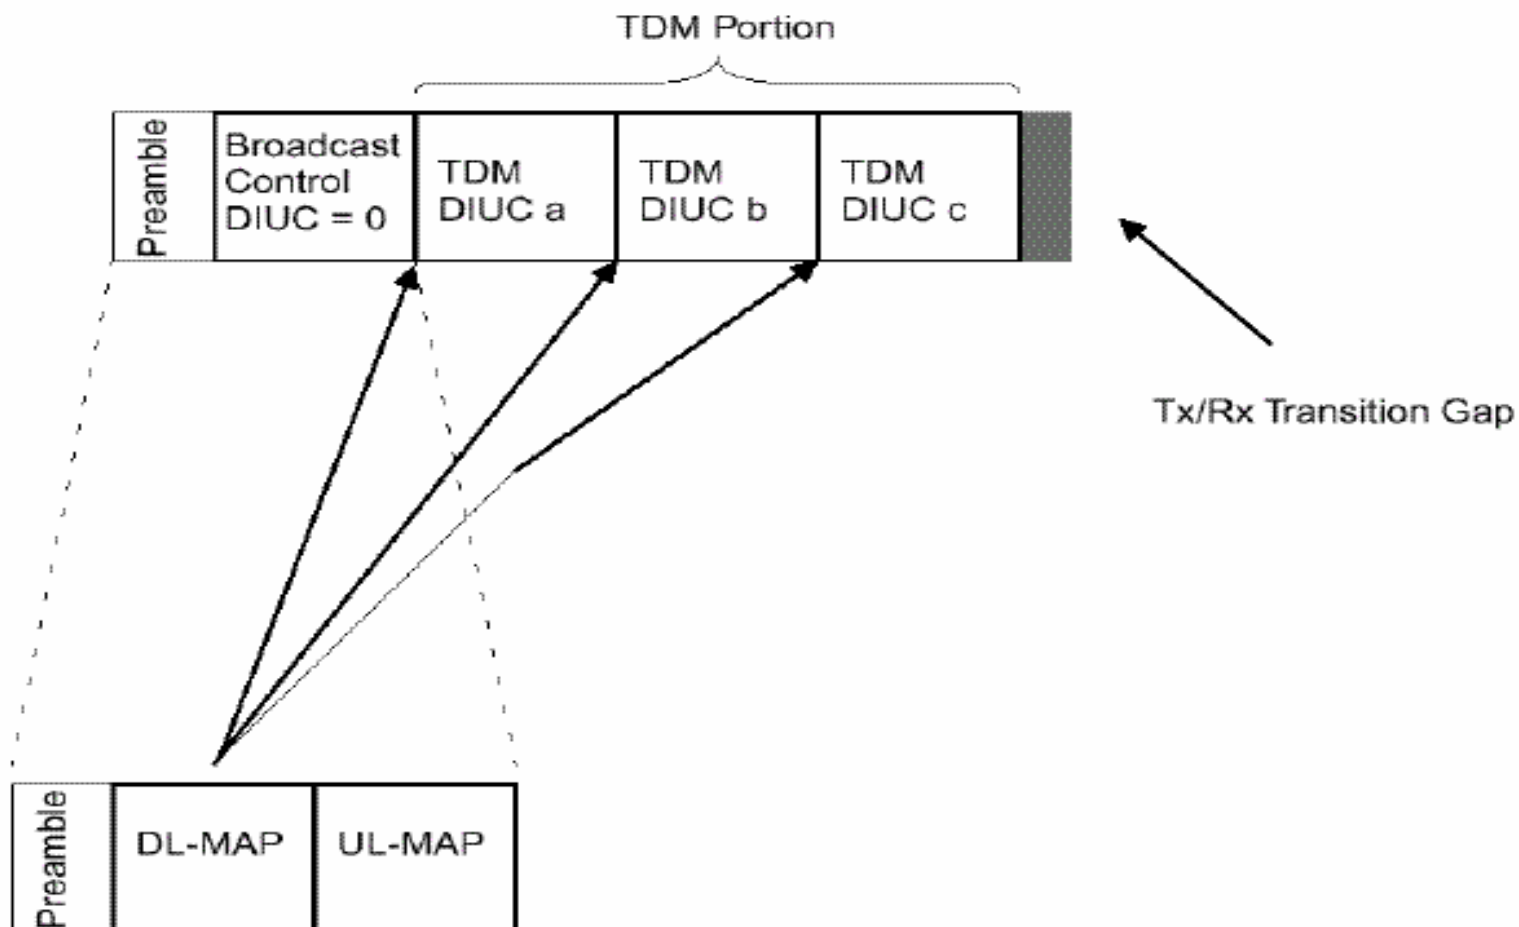 TDM Portion
Preamble
Broadcast
Control
DIUC = 0
TDM
DIUC a
TDM
DIUC b
TDM
DIUC c
Tx/Rx Transition Gap
Preamble
DL-MAP
UL-MAP